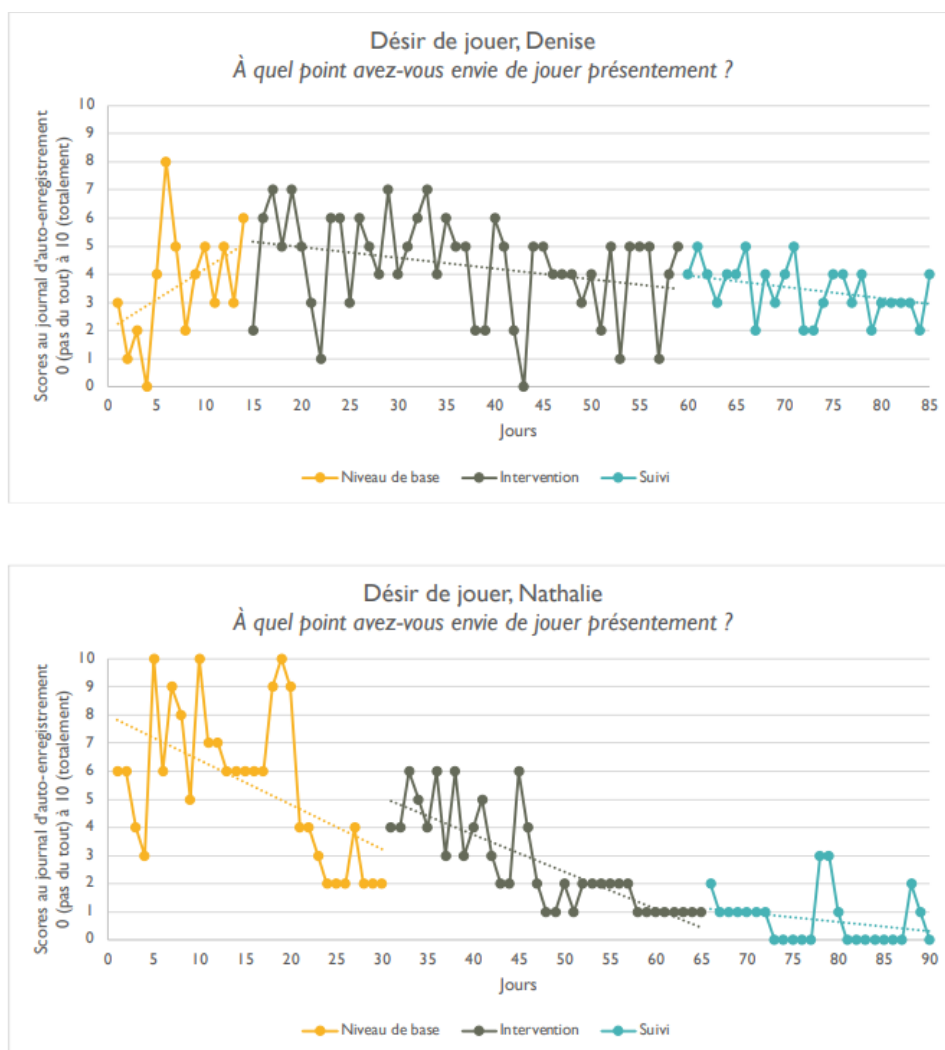 Désir de jouer, Denise
À quel point avez-vous envie de jouer présentement ?
Scores au journal d'auto-enregistrement
0 (pas du tout) à 10 (totalement)
10
9
8
7
6
5
4
3
2
1
0
0 5 10 15 20 25 30 35 40 45 50 55 60 65 70 75 80 85
Jours
Niveau de base Intervention Suivi
Désir de jouer, Nathalie
À quel point avez-vous envie de jouer présentement ?
Scores au journal d'auto-enregistrement
0 (pas du tout) à 10 (totalement)
10
9
8
7
6
5
4
3
2
1
0
0 5 10 15 20 25 30 35 40 45 50 55 60 65 70 75 80 85 90
Jours
Niveau de base Intervention Suivi